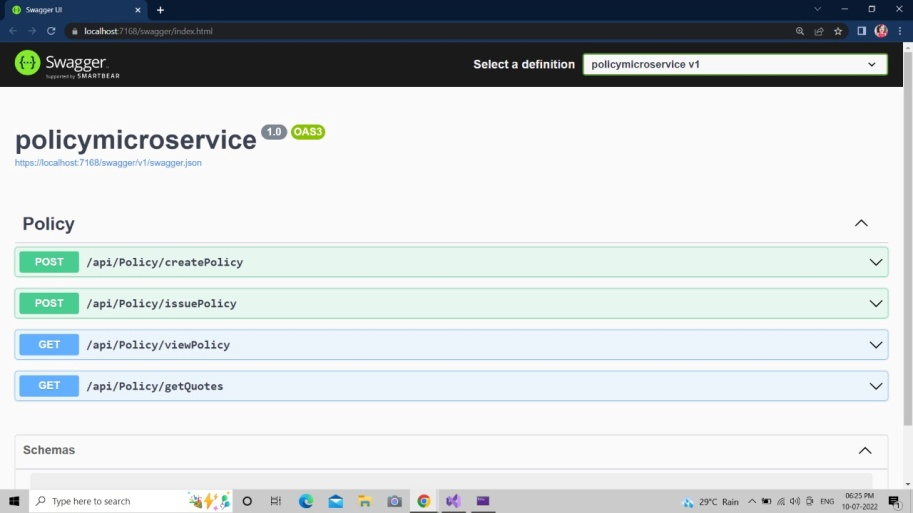 Swagger UI
localhost:7168/swagger/index.html
Swagger
Supported by SMARTBEAR
Select a definition
policymicroservice v1
policymicroservice 1.0 OAS3
https://localhost:7168/swagger/v1/swagger.json
Policy
POST /api/Policy/createPolicy
POST /api/Policy/issuePolicy
GET /api/Policy/viewPolicy
GET /api/Policy/getQuotes
Schemas
Type here to search
29°C Rain
ENG
06:25 PM
10-07-2022
1